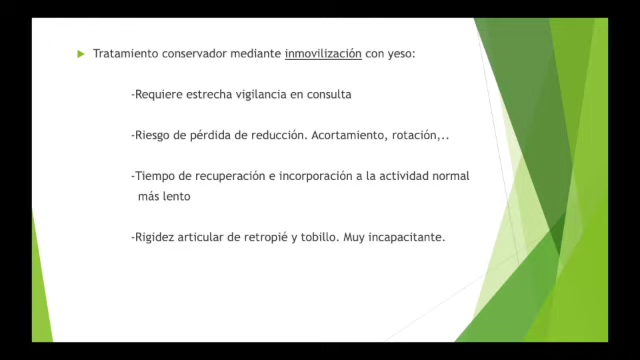 Tratamiento conservador mediante inmovilización con yeso:
-Requiere estrecha vigilancia en consulta
-Riesgo de pérdida de reducción. Acortamiento, rotación,..
-Tiempo de recuperación e incorporación a la actividad normal
más lento
-Rigidez articular de retropié y tobillo. Muy incapacitante.